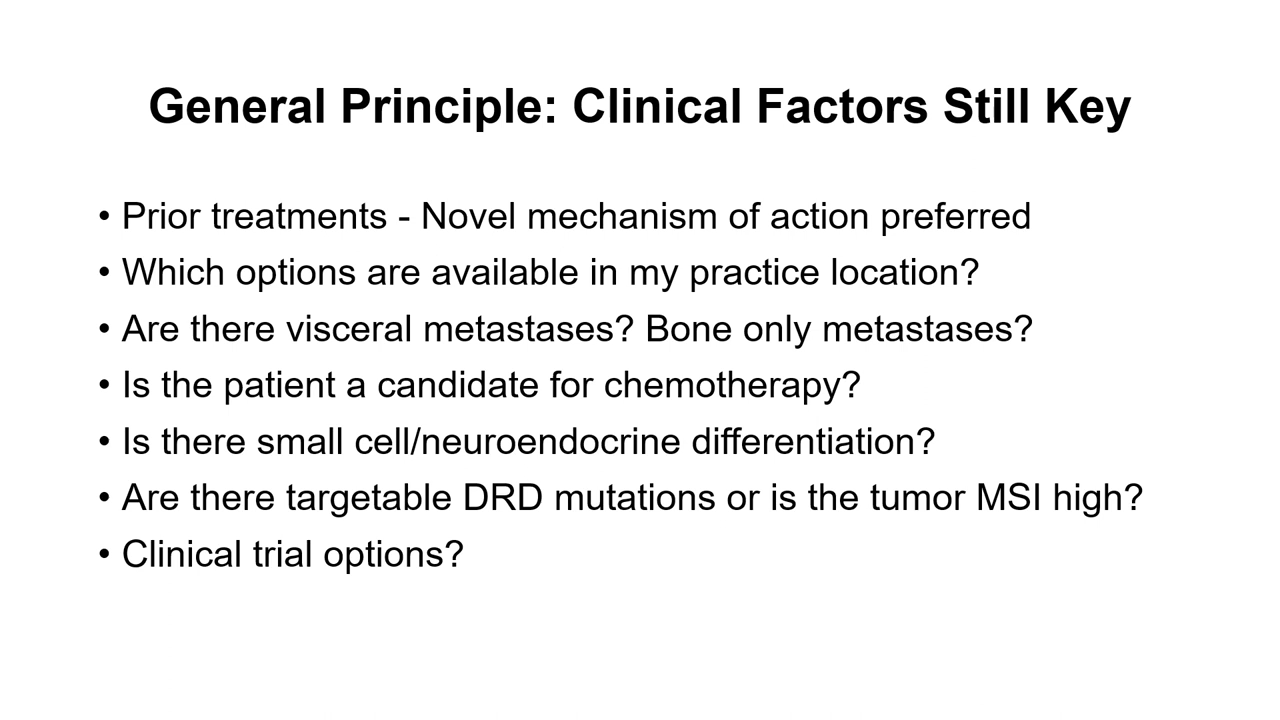 General Principle: Clinical Factors Still Key
• Prior treatments - Novel mechanism of action preferred
• Which options are available in my practice location?
• Are there visceral metastases? Bone only metastases?
• Is the patient a candidate for chemotherapy?
• Is there small cell/neuroendocrine differentiation?
• Are there targetable DRD mutations or is the tumor MSI high?
• Clinical trial options?